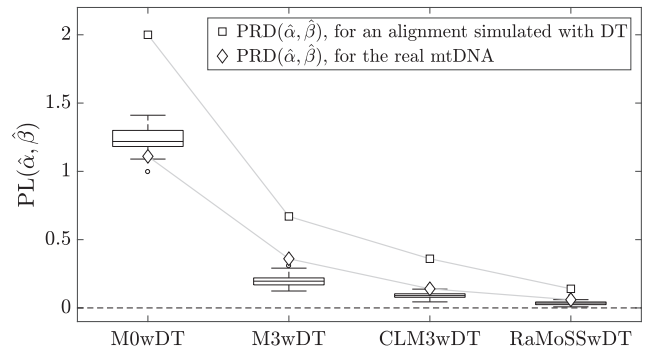 PRD(α̂, β̂), for an alignment simulated with DT
PRD(α̂, β̂), for the real mtDNA
PL(α̂, β̂)
2
1.5
1
0.5
0
M0wDT M3wDT CLM3wDT RaMoSSwDT